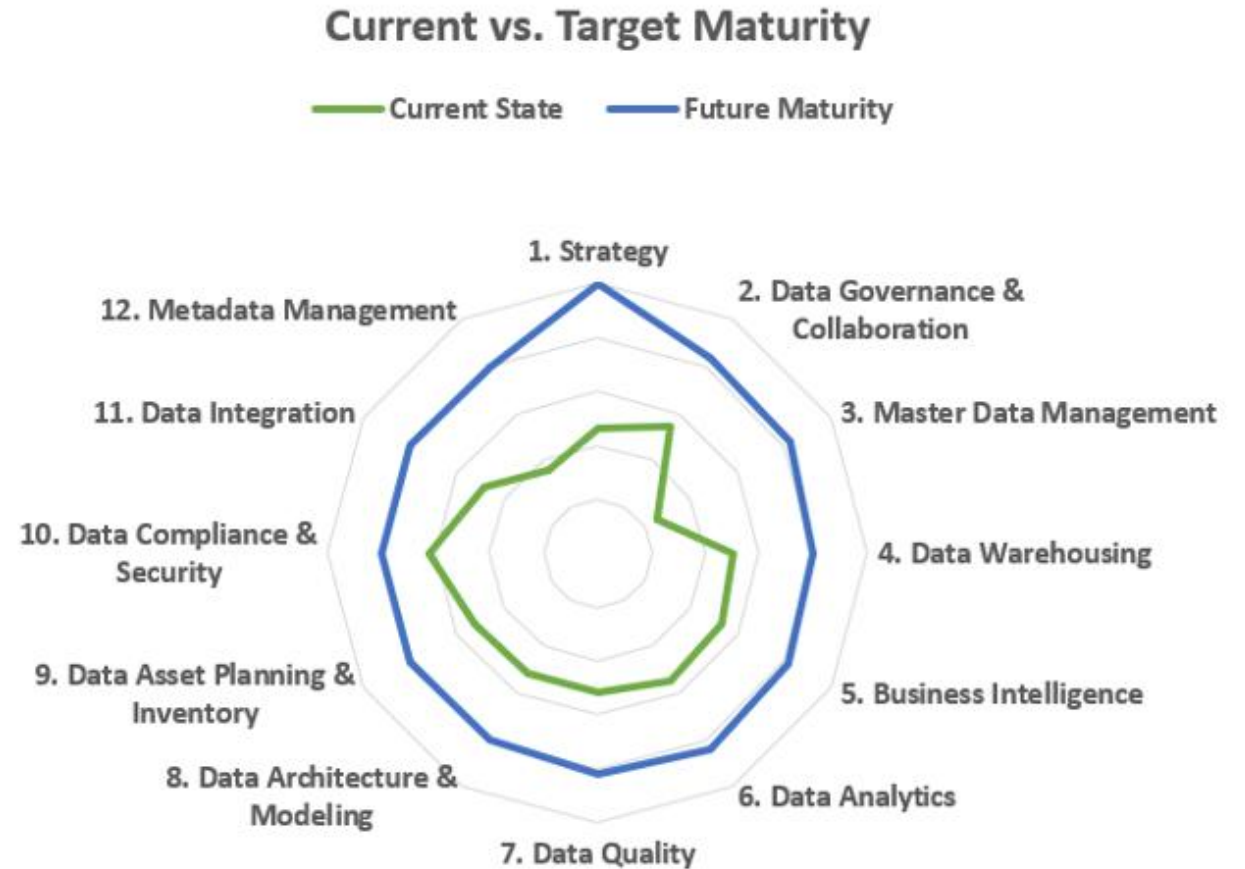 Current vs. Target Maturity
Current State
Future Maturity
1. Strategy
2. Data Governance &
Collaboration
3. Master Data Management
4. Data Warehousing
5. Business Intelligence
6. Data Analytics
7. Data Quality
8. Data Architecture &
Modeling
9. Data Asset Planning &
Inventory
10. Data Compliance &
Security
11. Data Integration
12. Metadata Management